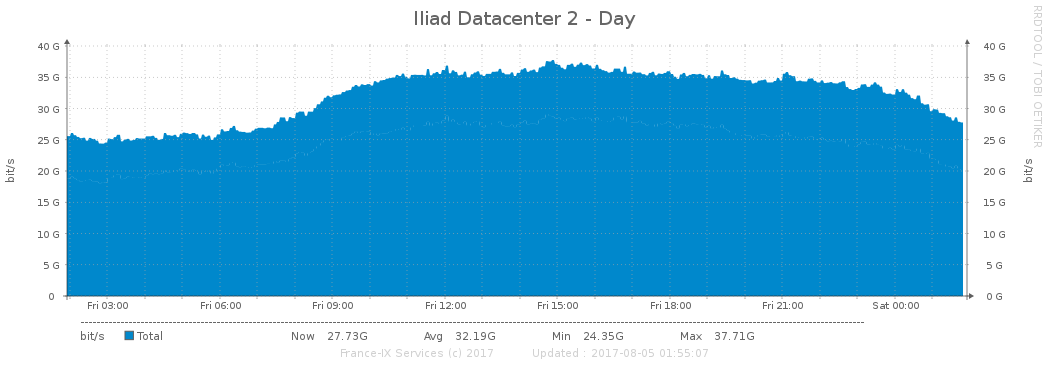 Iliad Datacenter 2 - Day
RRDTOOL / TOBI OETIKER
bit/s
40 G 40 G
35 G 35 G
30 G 30 G
25 G 25 G
20 G 20 G
15 G 15 G
10 G 10 G
5 G 5 G
0 0 G
bit/s
Fri 03:00 Fri 06:00 Fri 09:00 Fri 12:00 Fri 15:00 Fri 18:00 Fri 21:00 Sat 00:00
bit/s Total Now 27.73G Avg 32.19G Min 24.35G Max 37.71G
France-IX Services (c) 2017 Updated : 2017-08-05 01:55:07